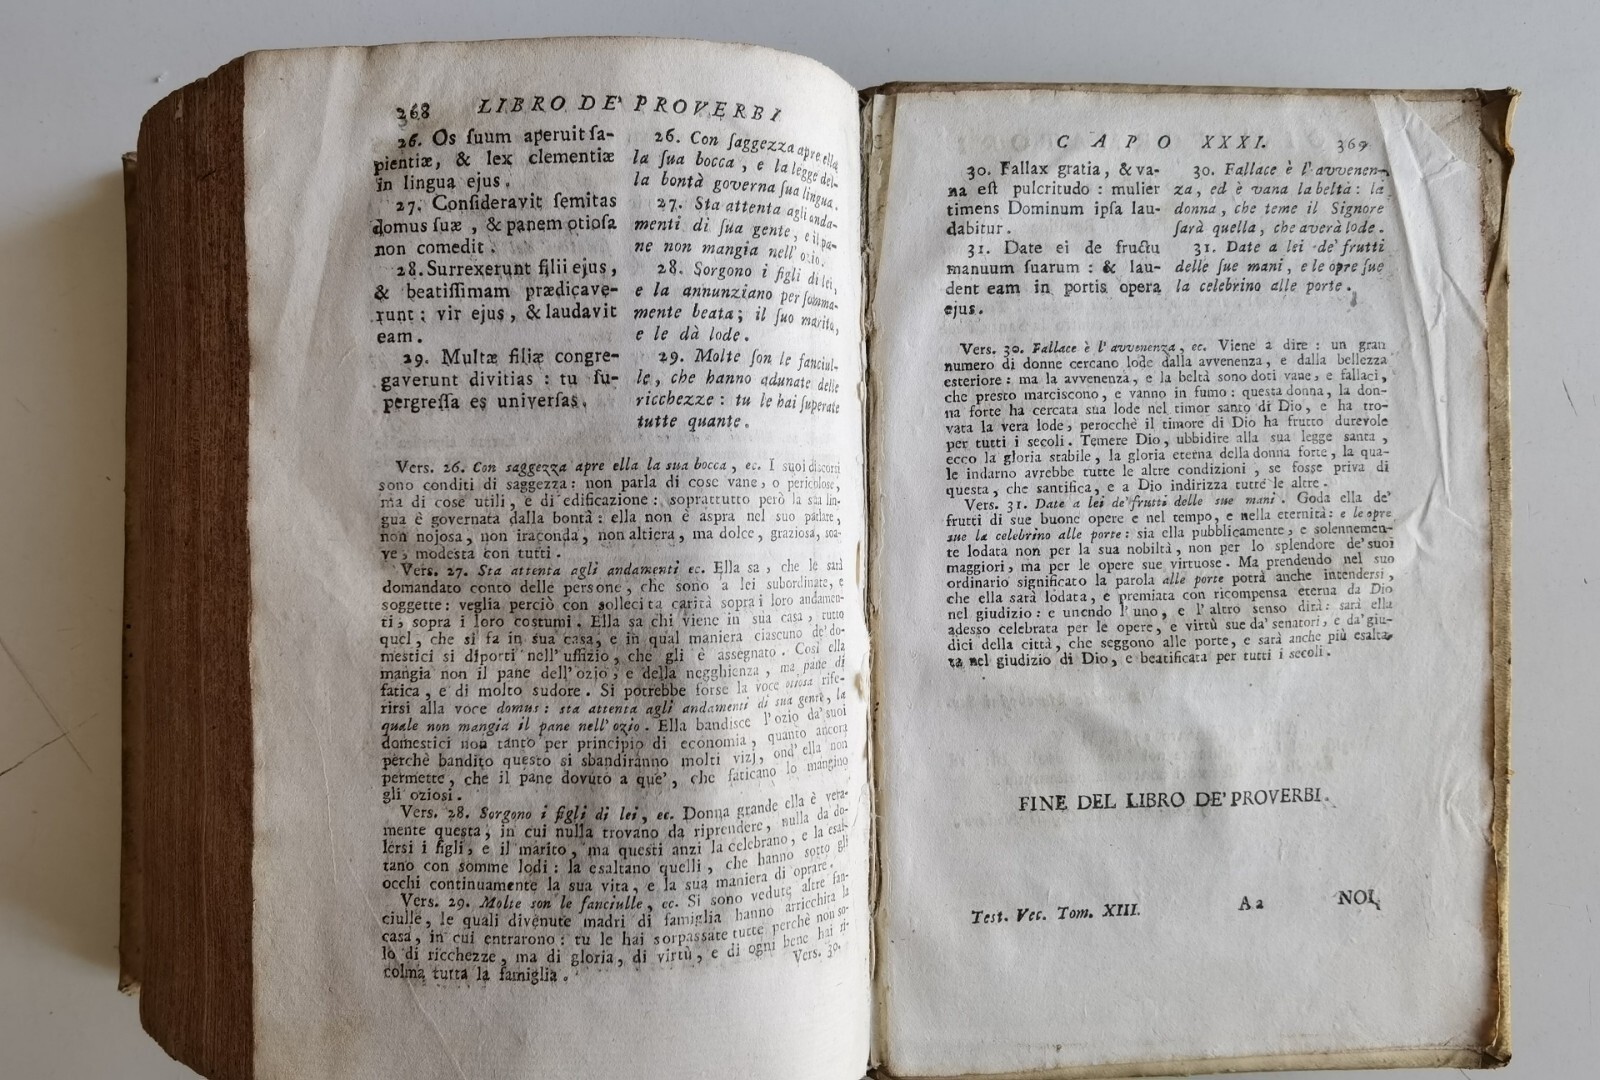 268 LIBRO DE' PROVERBI
26. Os ſuum aperuit ſa-
pientiæ, & lex clementiæ
in lingua ejus.
27. Conſideravit ſemitas
domus ſuæ, & panem otioſa
non comedit.
28. Surrexerunt filii ejus,
& beatiſſimam prædicave-
runt: vir ejus, & laudavit
eam.
29. Multæ filiæ congre-
gaverunt divitias: tu ſu-
pergreſſa es univerſas.
26. Con ſaggezza apre ella
la ſua bocca, e la legge del-
la bontà governa ſua lingua.
27. Sta attenta agli anda-
menti di ſua gente, e il pa-
ne non mangia nell' ozio.
28. Sorgono i figli di lei,
e la annunziano per ſomma-
mente beata; il ſuo marito,
e le dà lode.
29. Molte ſon le fanciul-
le, che hanno adunate delle
ricchezze: tu le hai ſuperate
tutte quante.
Vers. 26. Con saggezza apre ella la sua bocca, ec. I suoi discorsi
sono conditi di saggezza: non parla di cose vane, o pericolose,
ma di cose utili, e di edificazione: soprattutto però la sua lin-
gua è governata dalla bontà: ella non è aspra nel suo parlare,
non nojosa, non iraconda, non altiera, ma dolce, graziosa, soa-
ve, modesta con tutti.
Vers. 27. Sta attenta agli andamenti ec. Ella sa, che le sarà
domandato conto delle persone, che sono a lei subordinate, e
soggette: veglia perciò con sollecita carità sopra i loro andamen-
ti, sopra i loro costumi. Ella sa chi viene in sua casa, tutto
quel, che si fa in sua casa, e in qual maniera ciascuno de' do-
mestici si diporti nell' uffizio, che gli è assegnato. Così ella
mangia non il pane dell' ozio, e della negghienza, ma pane di
fatica, e di molto sudore. Si potrebbe forse la voce otiosa rife-
rirsi alla voce domus: sta attenta agli andamenti di sua gente, la
quale non mangia il pane nell' ozio. Ella bandisce l' ozio da' suoi
domestici non tanto per principio di economia, quanto ancora
perchè bandito questo si sbandiranno molti vizj, ond' ella non
permette, che il pane dovuto a que', che faticano lo mangino
gli oziosi.
Vers. 28. Sorgono i figli di lei, ec. Donna grande ella è vera-
mente questa, in cui nulla trovano da riprendere, nulla da do-
lersi i figli, e il marito, ma questi anzi la celebrano, e la esal-
tano con somme lodi: la esaltano quelli, che hanno sotto gli
occhi continuamente la sua vita, e la sua maniera di oprare.
Vers. 29. Molte son le fanciulle, ec. Si sono vedute altre fan-
ciulle, le quali divenute madri di famiglia hanno arricchita la
casa, in cui entrarono: tu le hai sorpassate tutte perchè non so-
lo di ricchezze, ma di gloria, di virtù, e di ogni bene hai ri-
colma tutta la famiglia.
Vers. 30.
CAPO XXXI. 369
30. Fallax gratia, & va-
na eſt pulcritudo: mulier
timens Dominum ipſa lau-
dabitur.
31. Date ei de fructu
manuum ſuarum: & lau-
dent eam in portis opera
ejus.
30. Fallace è l' avvenen-
za, ed è vana la beltà: la
donna, che teme il Signore
ſarà quella, che averà lode.
31. Date a lei de' frutti
delle ſue mani, e le opre ſue
la celebrino alle porte.
Vers. 30. Fallace è l' avvenenza, ec. Viene a dire: un gran
numero di donne cercano lode dalla avvenenza, e dalla bellezza
esteriore: ma la avvenenza, e la beltà sono doti vane, e fallaci,
che presto marciscono, e vanno in fumo: questa donna, la don-
na forte ha cercata sua lode nel timor santo di Dio, e ha tro-
vata la vera lode, perocchè il timore di Dio ha frutto durevole
per tutti i secoli. Temere Dio, ubbidire alla sua legge santa,
ecco la gloria stabile, la gloria eterna della donna forte, la qua-
le indarno avrebbe tutte le altre condizioni, se fosse priva di
questa, che santifica, e a Dio indirizza tutte le altre.
Vers. 31. Date a lei de' frutti delle sue mani. Goda ella de'
frutti di sue buone opere e nel tempo, e nella eternità: e le opre
sue la celebrino alle porte: sia ella pubblicamente, e solennemen-
te lodata non per la sua nobiltà, non per lo splendore de' suoi
maggiori, ma per le opere sue virtuose. Ma prendendo nel suo
ordinario significato la parola alle porte potrà anche intendersi,
che ella sarà lodata, e premiata con ricompensa eterna da Dio
nel giudizio: e unendo l' uno, e l' altro senso dirà: sarà ella
adesso celebrata per le opere, e virtù sue da' senatori, e da' giu-
dici della città, che seggono alle porte, e sarà anche più esalta-
ta nel giudizio di Dio, e beatificata per tutti i secoli.
FINE DEL LIBRO DE' PROVERBI.
Test. Vec. Tom. XIII. Aa NOI,